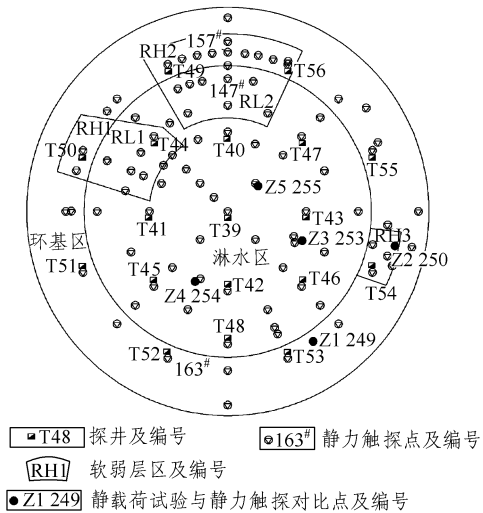 157#
RH2
T49
T56
147#
RL2
RH1
RL1
T44
T40
T47
T50
T55
Z5 255
T41
T39
T43
环基区
淋水区
Z3 253
RH3
Z2 250
T51
T45
Z4 254
T42
T46
T54
T48
Z1 249
T52
163#
T53
T48 探井及编号
163# 静力触探点及编号
RH1 软弱层区及编号
Z1 249 静载荷试验与静力触探对比点及编号